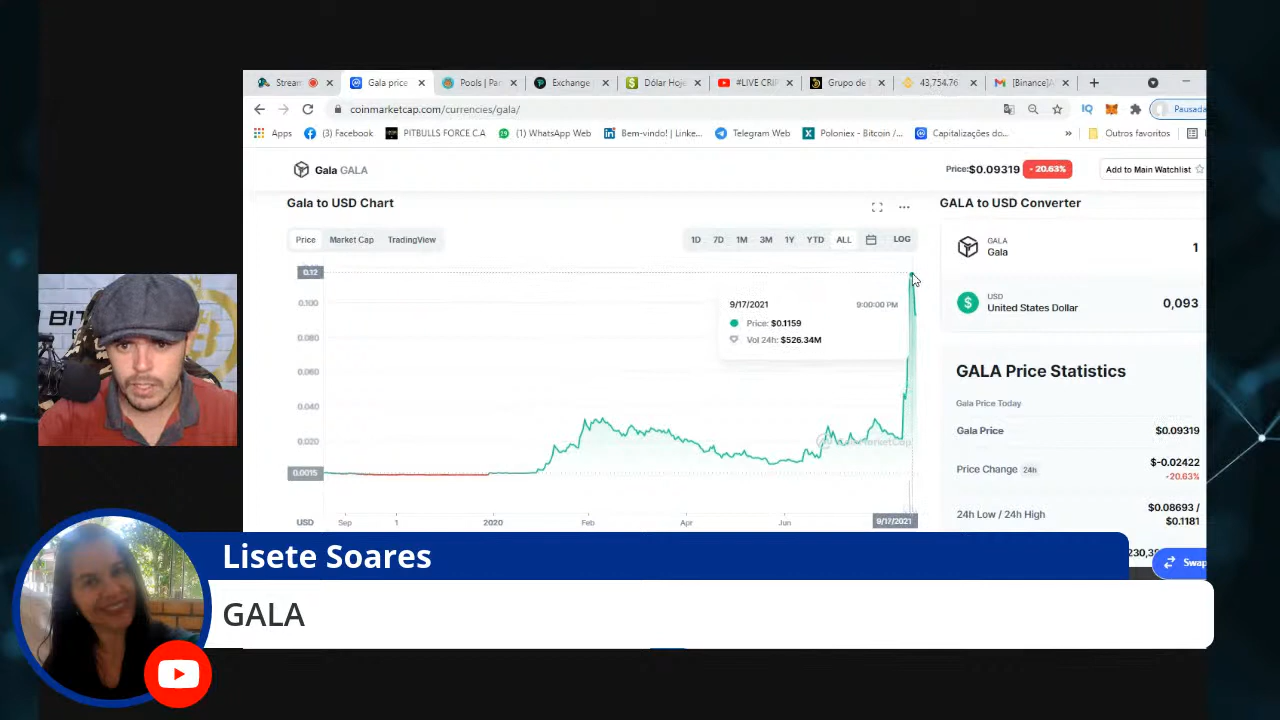 Stream
Gala price
Pools | Pan
Exchange
Dólar Hoje
#LIVE CRIP
Grupo de
43,754.76
[Binance]A
coinmarketcap.com/currencies/gala/
IQ
Pausada
Apps
(3) Facebook
PITBULLS FORCE C.A
(1) WhatsApp Web
Bem-vindo! | Linke...
Telegram Web
Poloniex - Bitcoin /...
Capitalizações do...
»
Outros favoritos
Gala GALA
Price:$0.09319
- 20.63%
Add to Main Watchlist
Gala to USD Chart
Price
Market Cap
TradingView
1D
7D
1M
3M
1Y
YTD
ALL
LOG
0.12
0.100
0.080
0.060
0.040
0.020
0.0015
9/17/2021
9:00:00 PM
Price: $0.1159
Vol 24h: $526.34M
CoinMarketCap
USD
Sep
1
2020
Feb
Apr
Jun
9/17/2021
GALA to USD Converter
GALA
Gala
1
USD
United States Dollar
0,093
GALA Price Statistics
Gala Price Today
Gala Price
$0.09319
Price Change 24h
$-0.02422
-20.63%
24h Low / 24h High
$0.08693 /
$0.1181
Swap
BIT
Lisete Soares
GALA